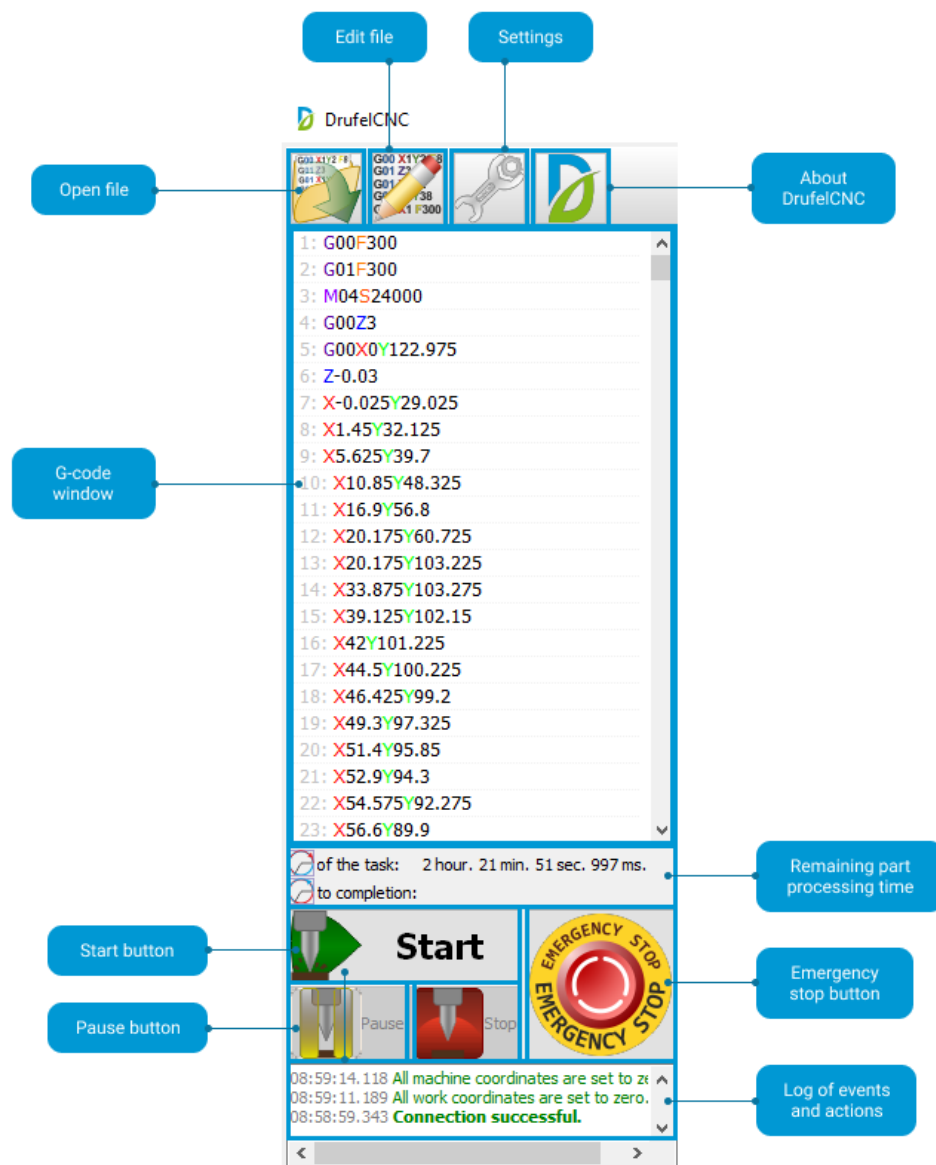 Edit file
Settings
DrufelCNC
Open file
About
DrufelCNC
1: G00F300
2: G01F300
3: M04S24000
4: G00Z3
5: G00X0Y122.975
6: Z-0.03
7: X-0.025Y29.025
8: X1.45Y32.125
9: X5.625Y39.7
10: X10.85Y48.325
11: X16.9Y56.8
12: X20.175Y60.725
13: X20.175Y103.225
14: X33.875Y103.275
15: X39.125Y102.15
16: X42Y101.225
17: X44.5Y100.225
18: X46.425Y99.2
19: X49.3Y97.325
20: X51.4Y95.85
21: X52.9Y94.3
22: X54.575Y92.275
23: X56.6Y89.9
G-code
window
of the task: 2 hour. 21 min. 51 sec. 997 ms.
to completion:
Remaining part
processing time
Start button
Start
EMERGENCY STOP
EMERGENCY STOP
Emergency
stop button
Pause button
Pause
Stop
08:59:14.118 All machine coordinates are set to
08:59:11.189 All work coordinates are set to zero.
08:58:59.343 Connection successful.
Log of events
and actions